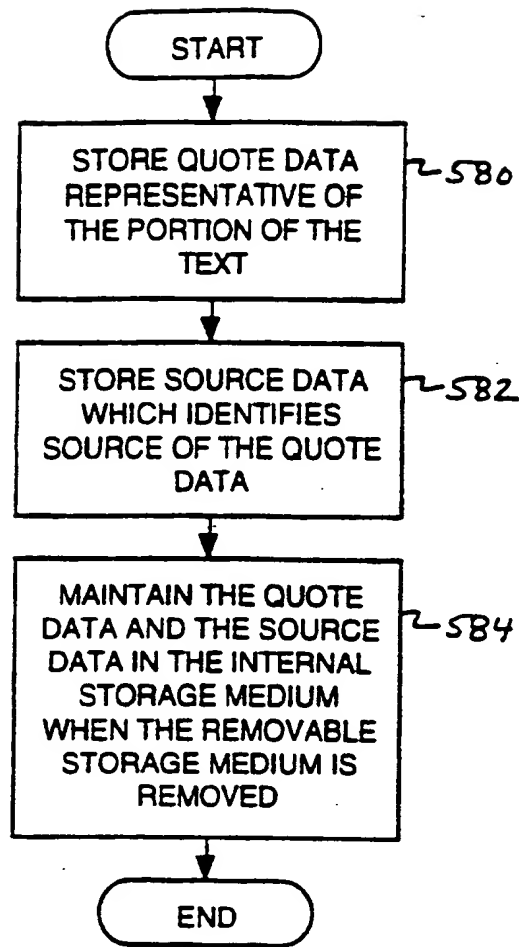 START
STORE QUOTE DATA
REPRESENTATIVE OF
THE PORTION OF THE
TEXT
580
STORE SOURCE DATA
WHICH IDENTIFIES
SOURCE OF THE QUOTE
DATA
582
MAINTAIN THE QUOTE
DATA AND THE SOURCE
DATA IN THE INTERNAL
STORAGE MEDIUM
WHEN THE REMOVABLE
STORAGE MEDIUM IS
REMOVED
584
END